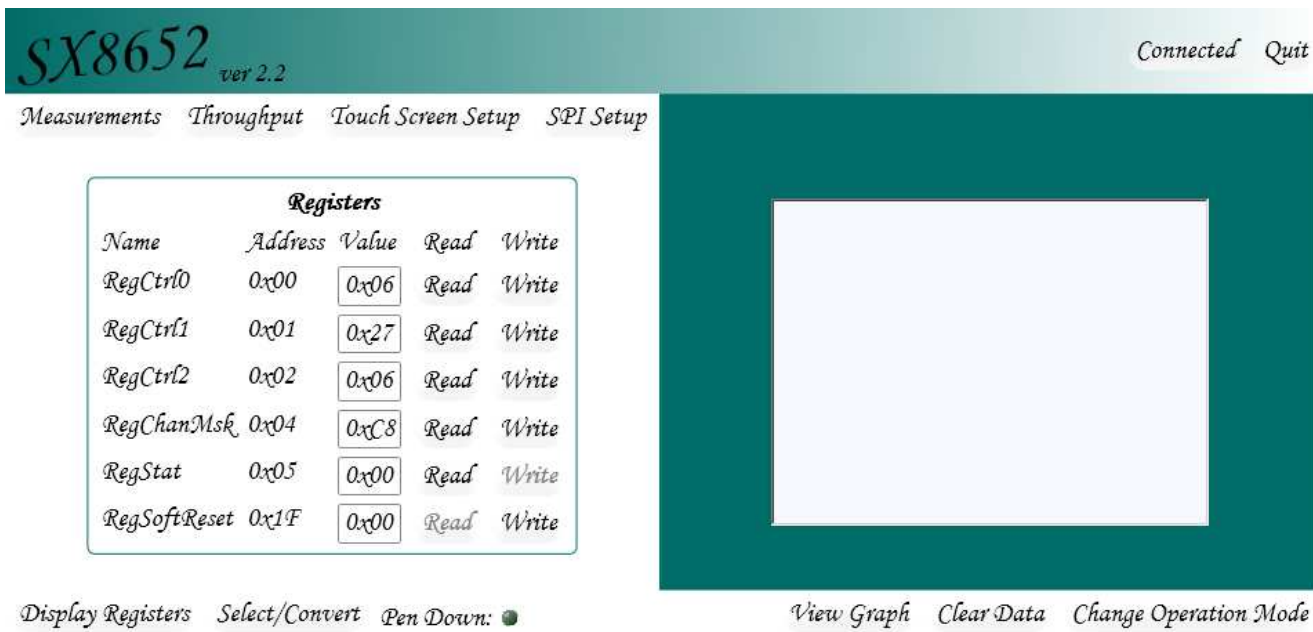 SX8652 ver 2.2
Connected Quit
Measurements Throughput Touch Screen Setup SPI Setup
Registers
Name Address Value Read Write
RegCtrl0 0x00 0x06 Read Write
RegCtrl1 0x01 0x27 Read Write
RegCtrl2 0x02 0x06 Read Write
RegChanMsk 0x04 0xC8 Read Write
RegStat 0x05 0x00 Read Write
RegSoftReset 0x1F 0x00 Read Write
Display Registers Select/Convert Pen Down:
View Graph Clear Data Change Operation Mode